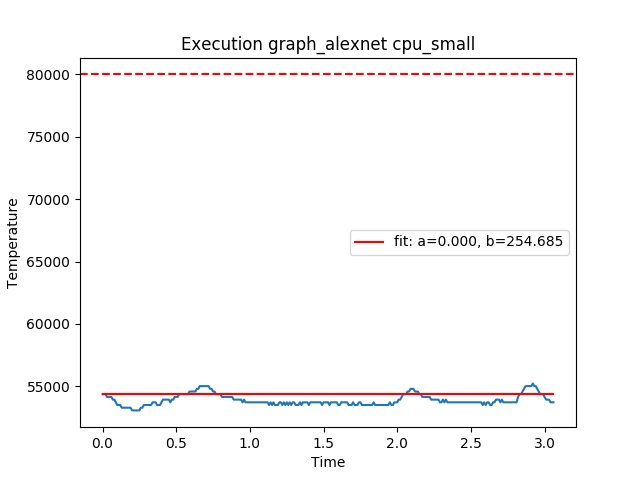 Execution graph_alexnet cpu_small
80000
75000
70000
65000
60000
55000
Temperature
fit: a=0.000, b=254.685
0.0 0.5 1.0 1.5 2.0 2.5 3.0
Time